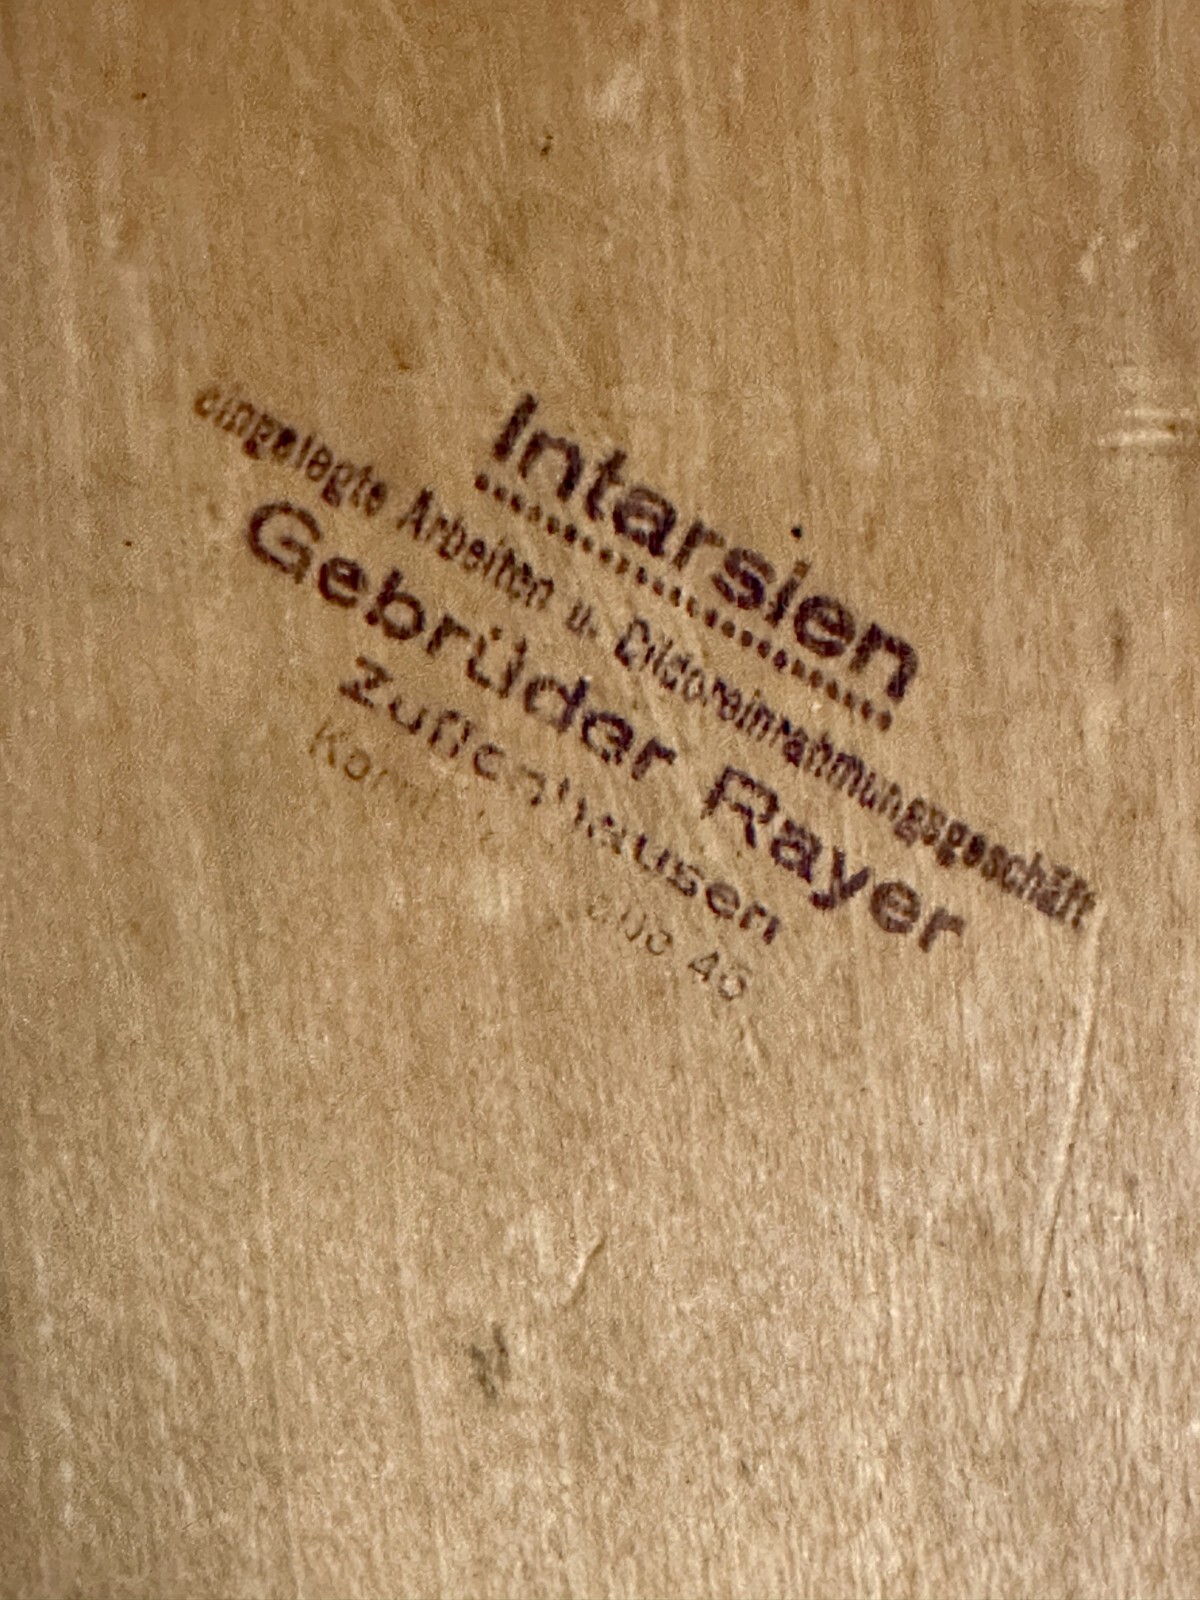 Intarsien
eingelegte Arbeiten u. Bildereinrahmungsgeschäft
Gebrüder Rayer
Zuffenhausen